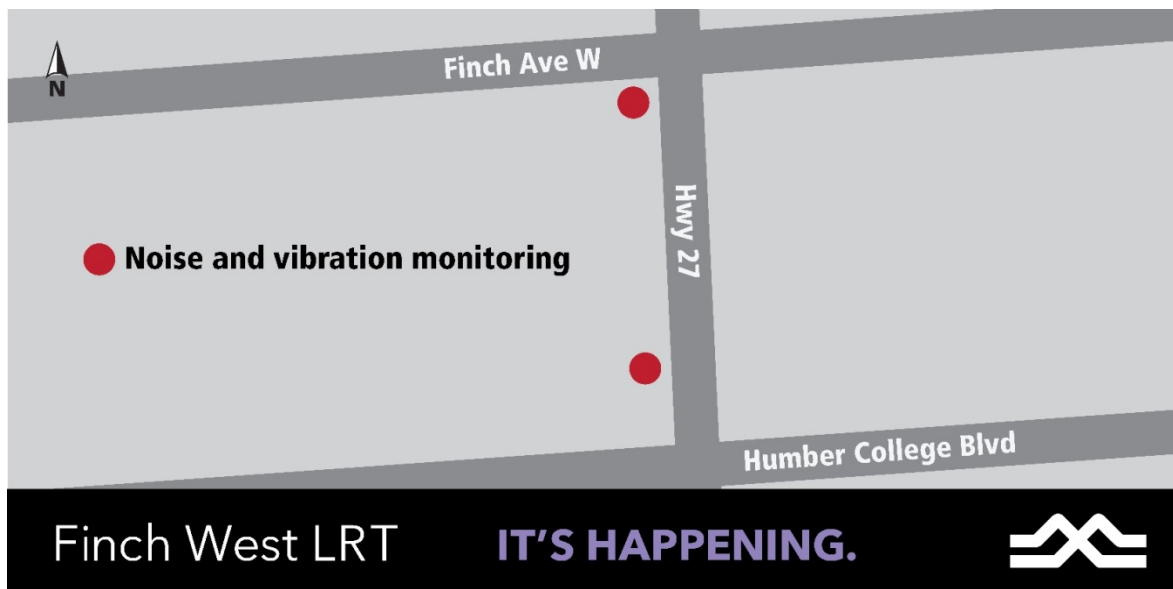 Finch Ave W
N
Hwy 27
Noise and vibration monitoring
Humber College Blvd
Finch West LRT
IT'S HAPPENING.